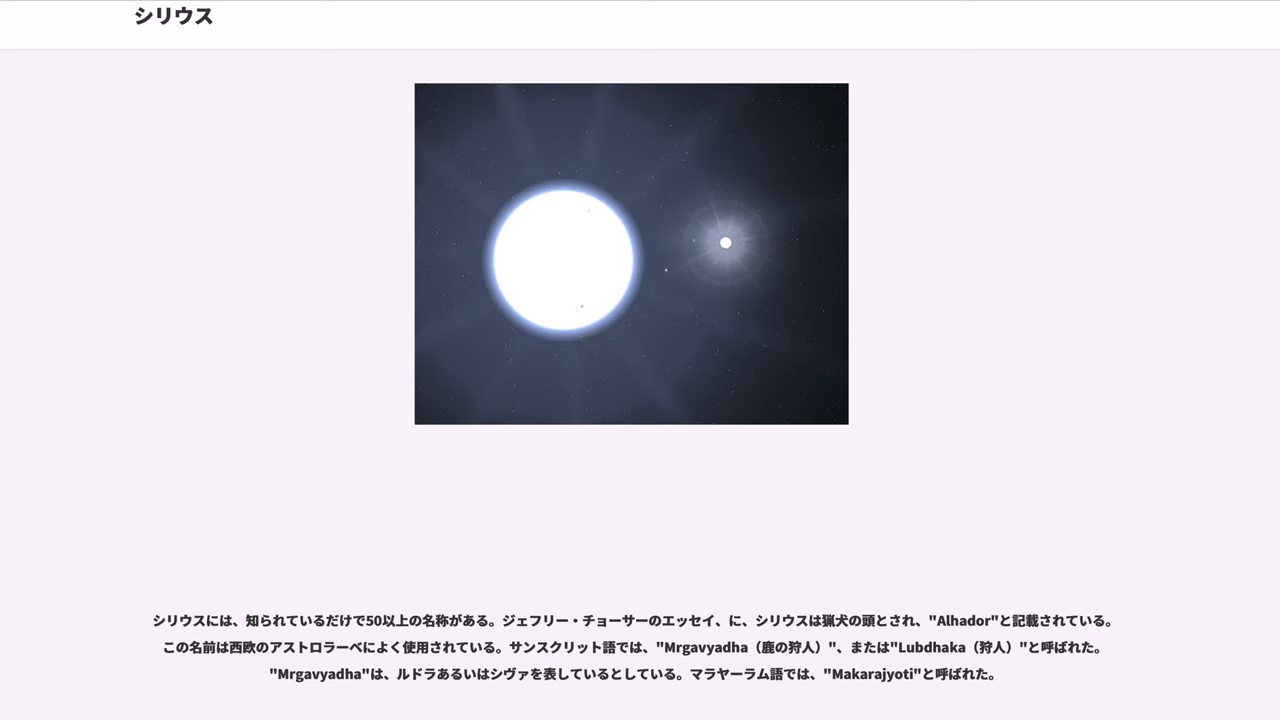 シリウス
シリウスには、知られているだけで50以上の名称がある。ジェフリー・チョーサーのエッセイ、に、シリウスは猟犬の頭とされ、"Alhador"と記載されている。
この名前は西欧のアストロラーベによく使用されている。サンスクリット語では、"Mrgavyadha（鹿の狩人）"、または"Lubdhaka（狩人）"と呼ばれた。
"Mrgavyadha"は、ルドラあるいはシヴァを表しているとしている。マラヤーラム語では、"Makarajyoti"と呼ばれた。